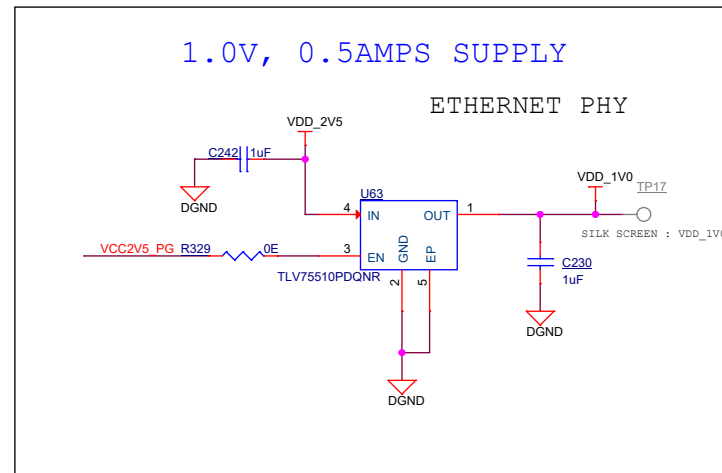 1.0V, 0.5AMPS SUPPLY
ETHERNET PHY
VDD_2V5
C242 1uF
DGND
U63
VDD_1V0
TP17
4 IN OUT 1
SILK SCREEN : VDD_1V0
VCC2V5_PG R329 0E 3 EN GND EP
TLV75510PDQNR
2 5
C230
1uF
DGND
DGND